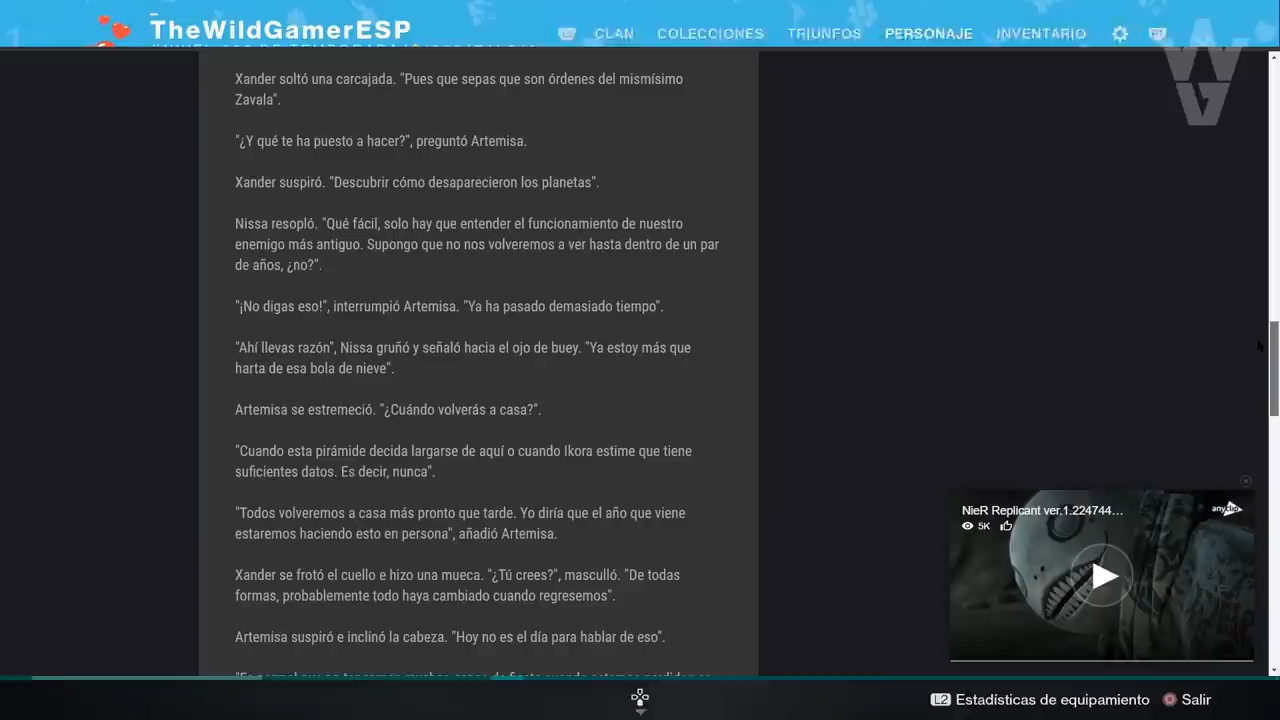 TheWildGamerESP
CLAN
COLECCIONES
TRIUNFOS
PERSONAJE
INVENTARIO
WG
Xander soltó una carcajada. "Pues que sepas que son órdenes del mismísimo
Zavala".
"¿Y qué te ha puesto a hacer?", preguntó Artemisa.
Xander suspiró. "Descubrir cómo desaparecieron los planetas".
Nissa resopló. "Qué fácil, solo hay que entender el funcionamiento de nuestro
enemigo más antiguo. Supongo que no nos volveremos a ver hasta dentro de un par
de años, ¿no?".
"¡No digas eso!", interrumpió Artemisa. "Ya ha pasado demasiado tiempo".
"Ahí llevas razón", Nissa gruñó y señaló hacia el ojo de buey. "Ya estoy más que
harta de esa bola de nieve".
Artemisa se estremeció. "¿Cuándo volverás a casa?".
"Cuando esta pirámide decida largarse de aquí o cuando Ikora estime que tiene
suficientes datos. Es decir, nunca".
"Todos volveremos a casa más pronto que tarde. Yo diría que el año que viene
estaremos haciendo esto en persona", añadió Artemisa.
Xander se frotó el cuello e hizo una mueca. "¿Tú crees?", masculló. "De todas
formas, probablemente todo haya cambiado cuando regresemos".
Artemisa suspiró e inclinó la cabeza. "Hoy no es el día para hablar de eso".
NieR Replicant ver.1.224744...
anyclip
5K
L2 Estadísticas de equipamiento
Salir